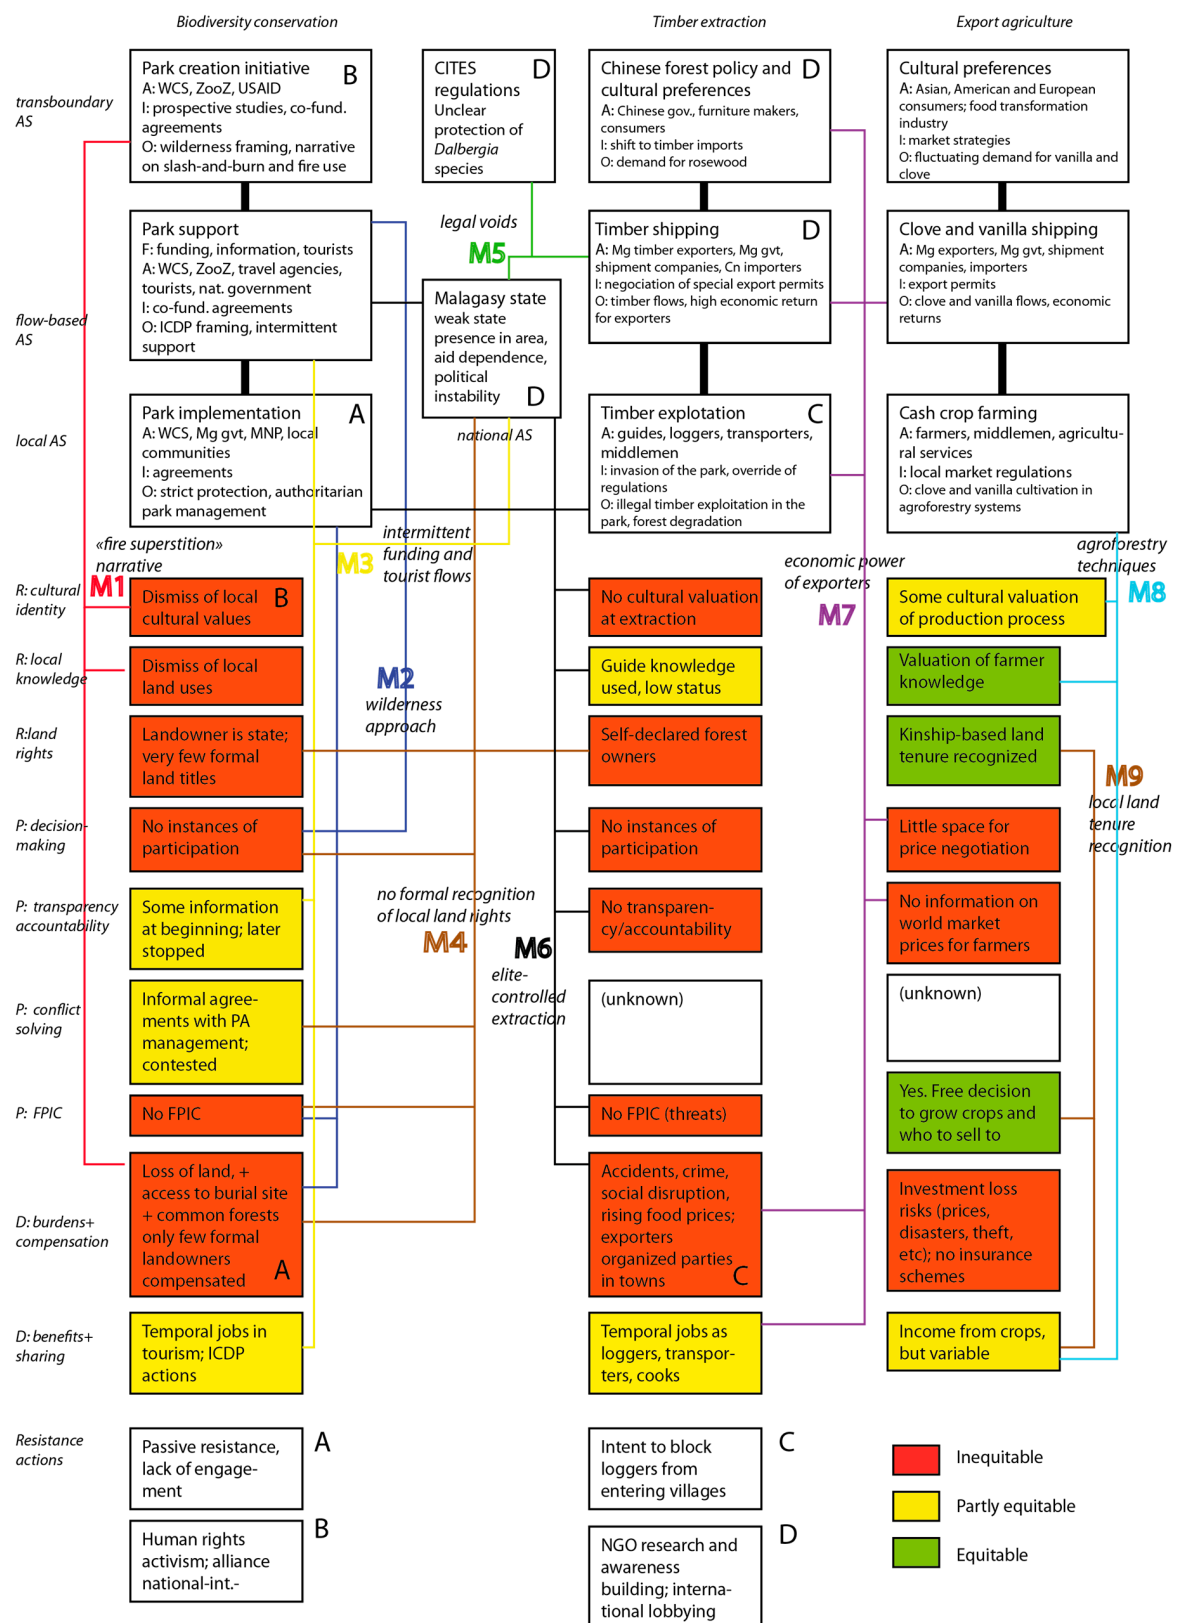 Biodiversity conservation
Timber extraction
Export agriculture
transboundary
AS
Park creation initiative
B
A: WCS, ZooZ, USAID
I: prospective studies, co-fund.
agreements
O: wilderness framing, narrative
on slash-and-burn and fire use
CITES
D
regulations
Unclear
protection of
Dalbergia
species
Chinese forest policy and
D
cultural preferences
A: Chinese gov., furniture makers,
consumers
I: shift to timber imports
O: demand for rosewood
Cultural preferences
A: Asian, American and European
consumers; food transformation
industry
I: market strategies
O: fluctuating demand for vanilla and
clove
flow-based
AS
Park support
F: funding, information, tourists
A: WCS, ZooZ, travel agencies,
tourists, nat. government
I: co-fund. agreements
O: ICDP framing, intermittent
support
legal voids
M5
Malagasy state
weak state
presence in area,
aid dependence,
political
instability
D
national AS
Timber shipping
D
A: Mg timber exporters, Mg gvt,
shipment companies, Cn importers
I: negociation of special export permits
O: timber flows, high economic return
for exporters
Clove and vanilla shipping
A: Mg exporters, Mg gvt, shipment
companies, importers
I: export permits
O: clove and vanilla flows, economic
returns
local AS
Park implementation
A
A: WCS, Mg gvt, MNP, local
communities
I: agreements
O: strict protection, authoritarian
park management
Timber explotation
C
A: guides, loggers, transporters,
middlemen
I: invasion of the park, override of
regulations
O: illegal timber exploitation in the
park, forest degradation
Cash crop farming
A: farmers, middlemen, agricultu-
ral services
I: local market regulations
O: clove and vanilla cultivation in
agroforestry systems
«fire superstition»
narrative
M1
M3
intermittent
funding and
tourist flows
economic power
of exporters
M7
agroforestry
techniques
M8
R: cultural
identity
Dismiss of local
cultural values
B
No cultural valuation
at extraction
Some cultural valuation
of production process
R: local
knowledge
Dismiss of local
land uses
M2
wilderness
approach
Guide knowledge
used, low status
Valuation of farmer
knowledge
R:land
rights
Landowner is state;
very few formal
land titles
Self-declared forest
owners
Kinship-based land
tenure recognized
M9
local land
tenure
recognition
P: decision-
making
No instances of
participation
No instances of
participation
Little space for
price negotiation
P: transparency
accountability
Some information
at beginning; later
stopped
no formal recognition
of local land rights
M4
M6
elite-
controlled
extraction
No transparen-
cy/accountability
No information on
world market
prices for farmers
P: conflict
solving
Informal agree-
ments with PA
management;
contested
(unknown)
(unknown)
P: FPIC
No FPIC
No FPIC (threats)
Yes. Free decision
to grow crops and
who to sell to
D: burdens+
compensation
Loss of land, +
access to burial site
+ common forests
only few formal
landowners
compensated
A
Accidents, crime,
social disruption,
rising food prices;
exporters
organized parties
in towns
C
Investment loss
risks (prices,
disasters, theft,
etc); no insurance
schemes
D: benefits+
sharing
Temporal jobs in
tourism; ICDP
actions
Temporal jobs as
loggers, transpor-
ters, cooks
Income from crops,
but variable
Resistance
actions
Passive resistance,
lack of engage-
ment
A
Intent to block
loggers from
entering villages
C
Human rights
activism; alliance
national-int.-
B
NGO research and
awareness
building; interna-
tional lobbying
D
Inequitable
Partly equitable
Equitable